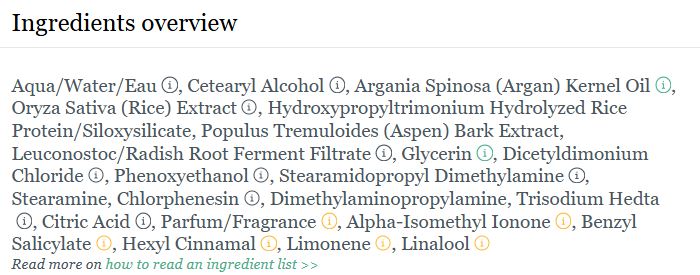 Ingredients overview
Aqua/Water/Eau ⓘ, Cetearyl Alcohol ⓘ, Argania Spinosa (Argan) Kernel Oil ⓘ,
Oryza Sativa (Rice) Extract ⓘ, Hydroxypropyltrimonium Hydrolyzed Rice
Protein/Siloxysilicate, Populus Tremuloides (Aspen) Bark Extract,
Leuconostoc/Radish Root Ferment Filtrate ⓘ, Glycerin ⓘ, Dicetyldimonium
Chloride ⓘ, Phenoxyethanol ⓘ, Stearamidopropyl Dimethylamine ⓘ,
Stearamine, Chlorphenesin ⓘ, Dimethylaminopropylamine, Trisodium Hedta
ⓘ, Citric Acid ⓘ, Parfum/Fragrance ⓘ, Alpha-Isomethyl Ionone ⓘ, Benzyl
Salicylate ⓘ, Hexyl Cinnamal ⓘ, Limonene ⓘ, Linalool ⓘ
Read more on how to read an ingredient list >>